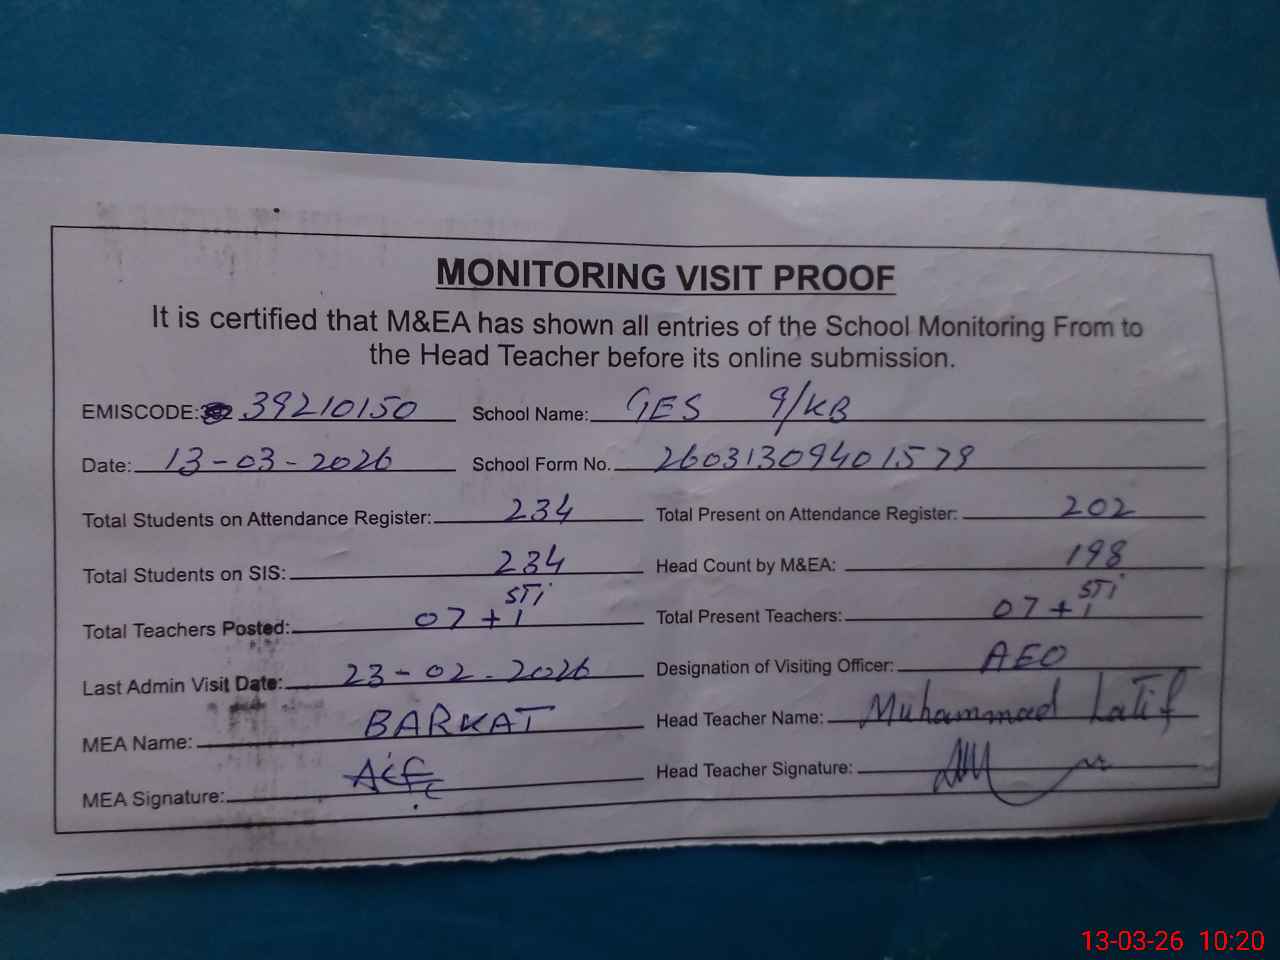 MONITORING VISIT PROOF
It is certified that M&EA has shown all entries of the School Monitoring From to
the Head Teacher before its online submission.
EMISCODE: 39210150 School Name: GES 9/KB
Date: 13-03-2026 School Form No. 26031309401579
Total Students on Attendance Register: 234 Total Present on Attendance Register: 202
Total Students on SIS: 234 Head Count by M&EA: 198
Total Teachers Posted: 07 + 1 STI Total Present Teachers: 07 + 1 STI
Last Admin Visit Date: 23-02-2026 Designation of Visiting Officer: AEO
MEA Name: BARKAT Head Teacher Name: Muhammad Latif
MEA Signature: Head Teacher Signature:
13-03-26 10:20